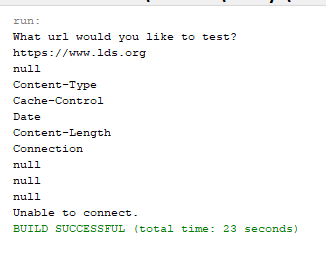 run:
What url would you like to test?
https://www.lds.org
null
Content-Type
Cache-Control
Date
Content-Length
Connection
null
null
null
Unable to connect.
BUILD SUCCESSFUL (total time: 23 seconds)